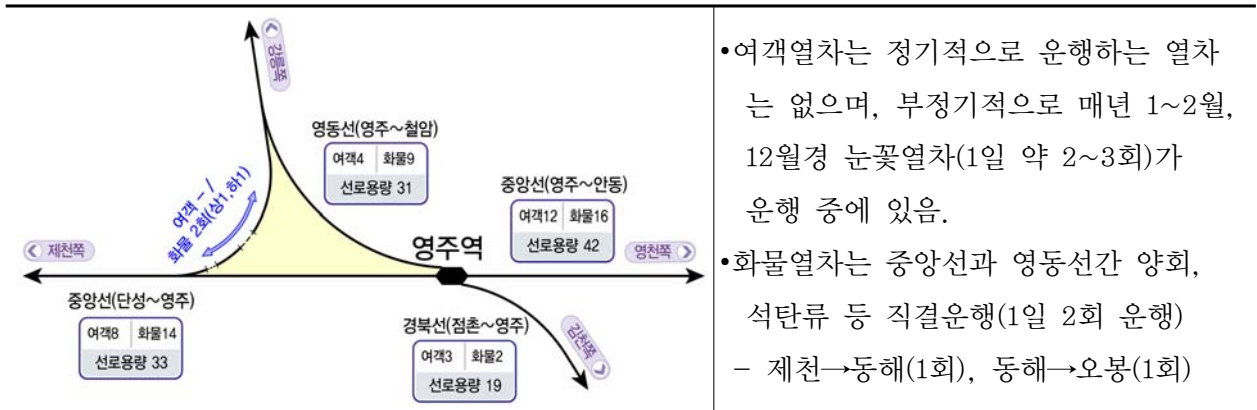 강릉쪽
영동선(영주~철암)
여객4 화물9
선로용량 31
여객 - /
화물 2회(상1,하1)
중앙선(영주~안동)
여객12 화물16
선로용량 42
영주역
제천쪽
영천쪽
중앙선(단성~영주)
여객8 화물14
선로용량 33
경북선(점촌~영주)
여객3 화물2
선로용량 19
김천쪽
•여객열차는 정기적으로 운행하는 열차
는 없으며, 부정기적으로 매년 1~2월,
12월경 눈꽃열차(1일 약 2~3회)가
운행 중에 있음.
•화물열차는 중앙선과 영동선간 양회,
석탄류 등 직결운행(1일 2회 운행)
- 제천→동해(1회), 동해→오봉(1회)